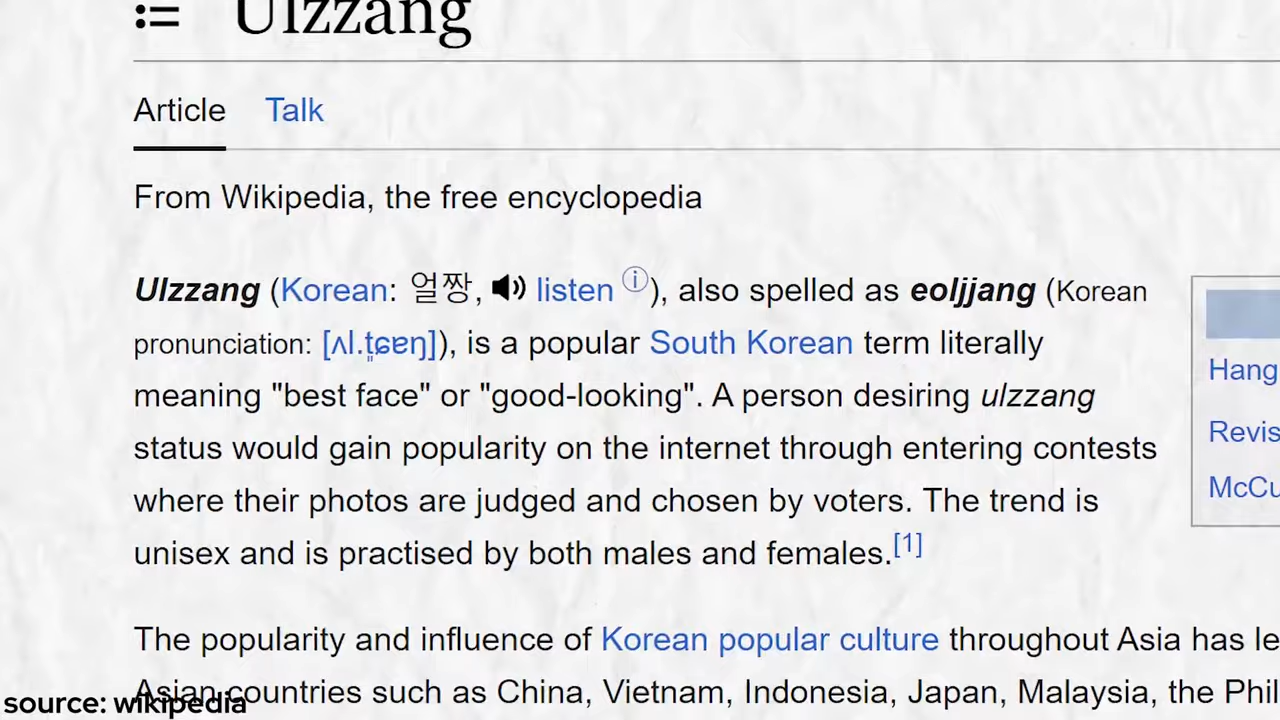 Ulzzang
Article Talk
From Wikipedia, the free encyclopedia
Ulzzang (Korean: 얼짱, listen ⓘ), also spelled as eoljjang (Korean
pronunciation: [ʌl.t͈ɕɐŋ]), is a popular South Korean term literally
meaning "best face" or "good-looking". A person desiring ulzzang
status would gain popularity on the internet through entering contests
where their photos are judged and chosen by voters. The trend is
unisex and is practised by both males and females.[1]
The popularity and influence of Korean popular culture throughout Asia has le
Asian countries such as China, Vietnam, Indonesia, Japan, Malaysia, the Phil
Hang
Revis
McCu
source: wikipedia